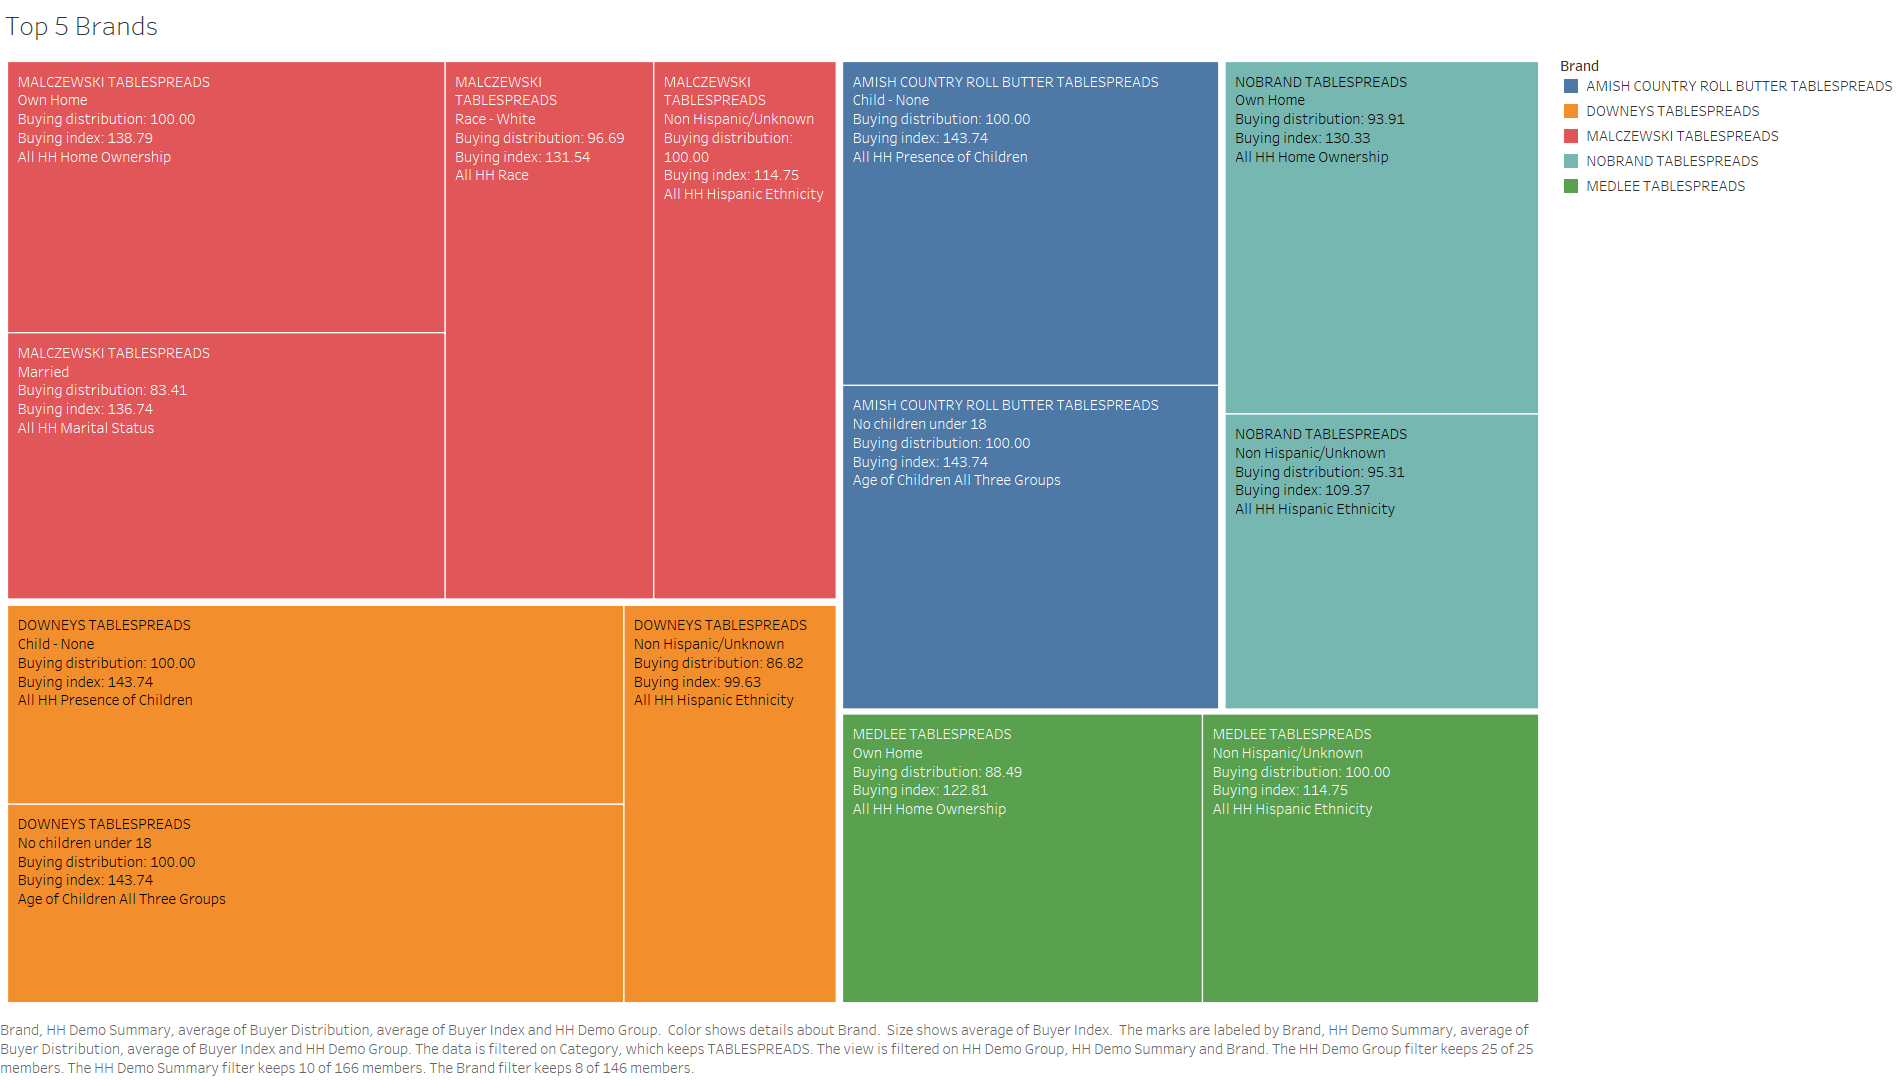 Top 5 Brands
MALCZEWSKI TABLESPREADS
Own Home
Buying distribution: 100.00
Buying index: 138.79
All HH Home Ownership
MALCZEWSKI
TABLESPREADS
Race - White
Buying distribution: 96.69
Buying index: 131.54
All HH Race
MALCZEWSKI
TABLESPREADS
Non Hispanic/Unknown
Buying distribution:
100.00
Buying index: 114.75
All HH Hispanic Ethnicity
MALCZEWSKI TABLESPREADS
Married
Buying distribution: 83.41
Buying index: 136.74
All HH Marital Status
DOWNEYS TABLESPREADS
Child - None
Buying distribution: 100.00
Buying index: 143.74
All HH Presence of Children
DOWNEYS TABLESPREADS
No children under 18
Buying distribution: 100.00
Buying index: 143.74
Age of Children All Three Groups
DOWNEYS TABLESPREADS
Non Hispanic/Unknown
Buying distribution: 86.82
Buying index: 99.63
All HH Hispanic Ethnicity
AMISH COUNTRY ROLL BUTTER TABLESPREADS
Child - None
Buying distribution: 100.00
Buying index: 143.74
All HH Presence of Children
AMISH COUNTRY ROLL BUTTER TABLESPREADS
No children under 18
Buying distribution: 100.00
Buying index: 143.74
Age of Children All Three Groups
NOBRAND TABLESPREADS
Own Home
Buying distribution: 93.91
Buying index: 130.33
All HH Home Ownership
NOBRAND TABLESPREADS
Non Hispanic/Unknown
Buying distribution: 95.31
Buying index: 109.37
All HH Hispanic Ethnicity
MEDLEE TABLESPREADS
Own Home
Buying distribution: 88.49
Buying index: 122.81
All HH Home Ownership
MEDLEE TABLESPREADS
Non Hispanic/Unknown
Buying distribution: 100.00
Buying index: 114.75
All HH Hispanic Ethnicity
Brand
AMISH COUNTRY ROLL BUTTER TABLESPREADS
DOWNEYS TABLESPREADS
MALCZEWSKI TABLESPREADS
NOBRAND TABLESPREADS
MEDLEE TABLESPREADS
Brand, HH Demo Summary, average of Buyer Distribution, average of Buyer Index and HH Demo Group.  Color shows details about Brand.  Size shows average of Buyer Index.  The marks are labeled by Brand, HH Demo Summary, average of
Buyer Distribution, average of Buyer Index and HH Demo Group. The data is filtered on Category, which keeps TABLESPREADS. The view is filtered on HH Demo Group, HH Demo Summary and Brand. The HH Demo Group filter keeps 25 of 25
members. The HH Demo Summary filter keeps 10 of 166 members. The Brand filter keeps 8 of 146 members.